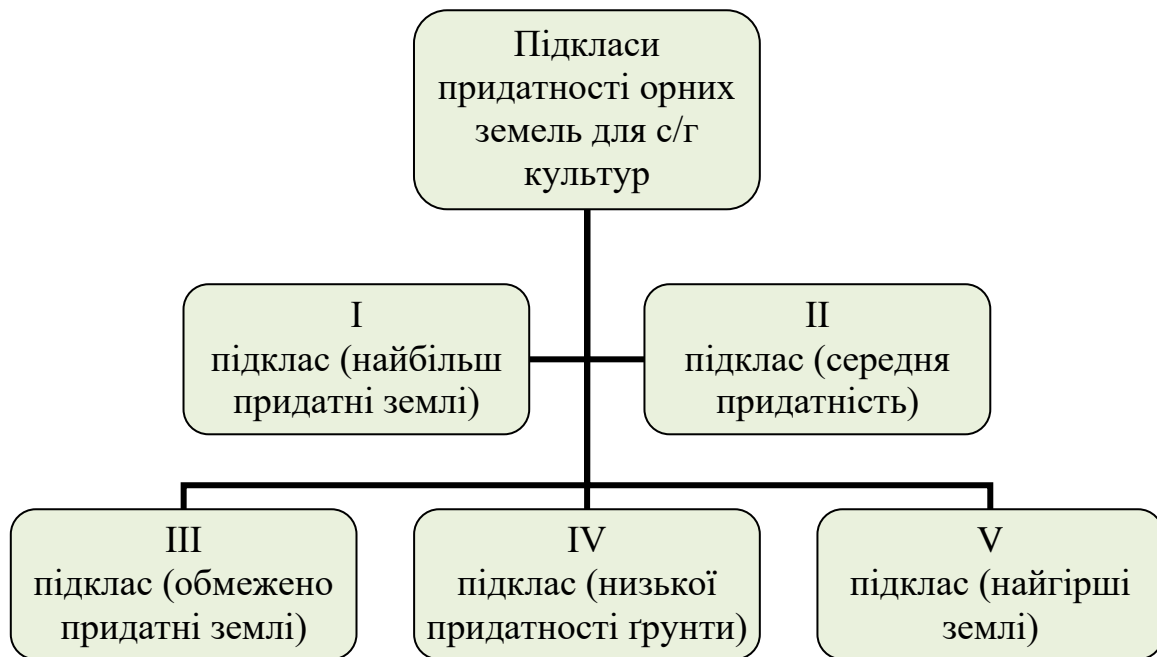 Підкласи
придатності орних
земель для с/г
культур
I
підклас (найбільш
придатні землі)
II
підклас (середня
придатність)
III
підклас (обмежено
придатні землі)
IV
підклас (низької
придатності ґрунти)
V
підклас (найгірші
землі)